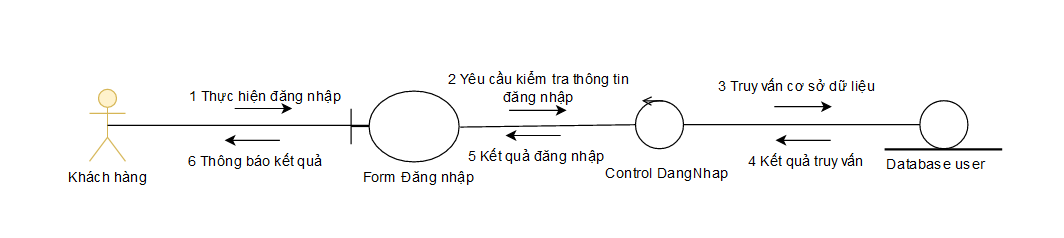 1 Thực hiện đăng nhập
2 Yêu cầu kiểm tra thông tin
đăng nhập
3 Truy vấn cơ sở dữ liệu
6 Thông báo kết quả
5 Kết quả đăng nhập
4 Kết quả truy vấn
Khách hàng
Form Đăng nhập
Control DangNhap
Database user